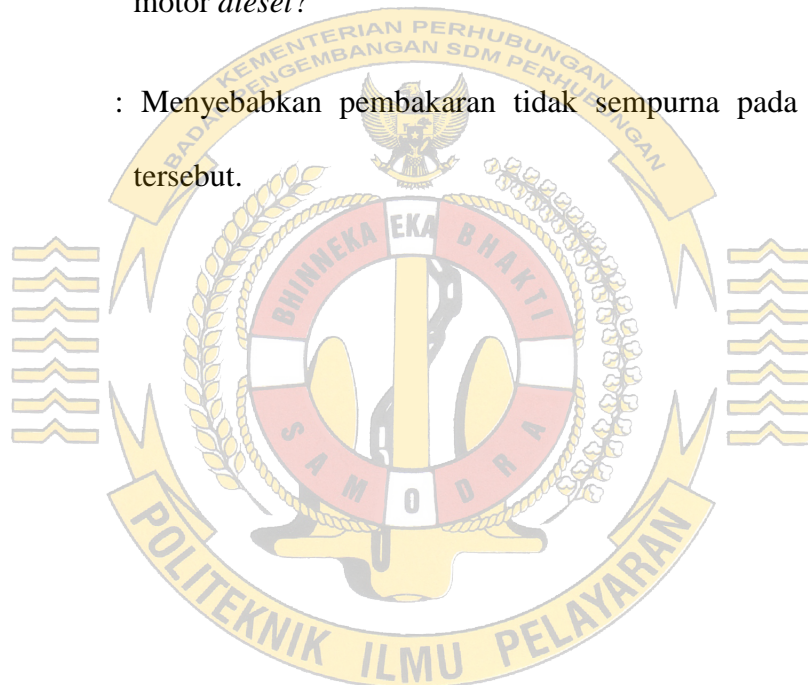 motor diesel?
KEMENTERIAN PERHUBUNGAN
BADAN PENGEMBANGAN SDM PERHUBUNGAN
: Menyebabkan pembakaran tidak sempurna pada
tersebut.
BHINNEKA EKA BHAKTI
SAMODRA
POLITEKNIK ILMU PELAYARAN